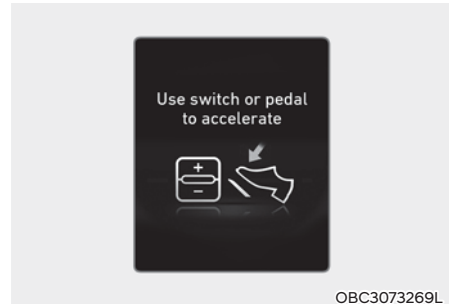 Use switch or pedal
to accelerate
+
−
OBC3073269L